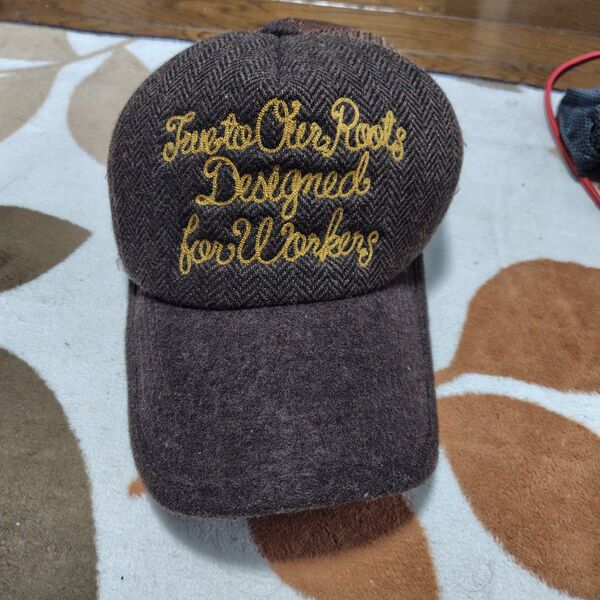 True to Our Roots
Designed
for Workers